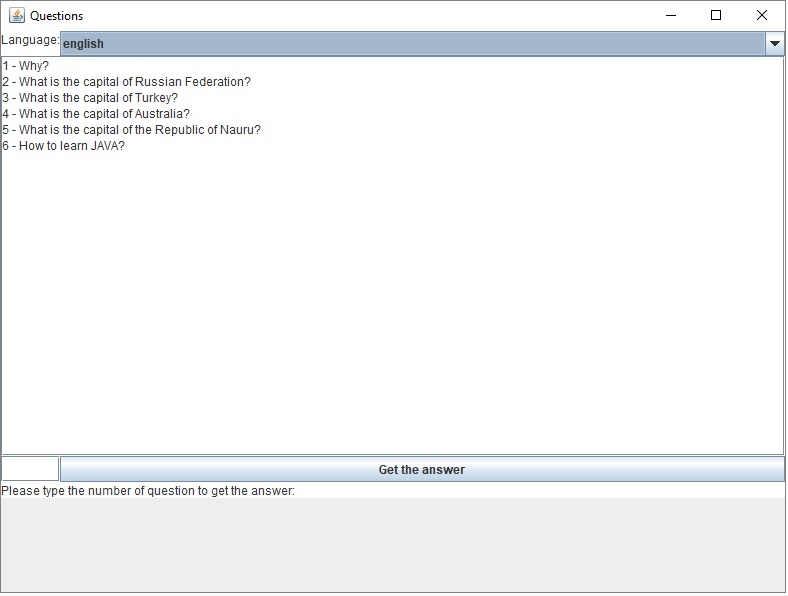 Questions
Language: english
1 - Why?
2 - What is the capital of Russian Federation?
3 - What is the capital of Turkey?
4 - What is the capital of Australia?
5 - What is the capital of the Republic of Nauru?
6 - How to learn JAVA?
Get the answer
Please type the number of question to get the answer: